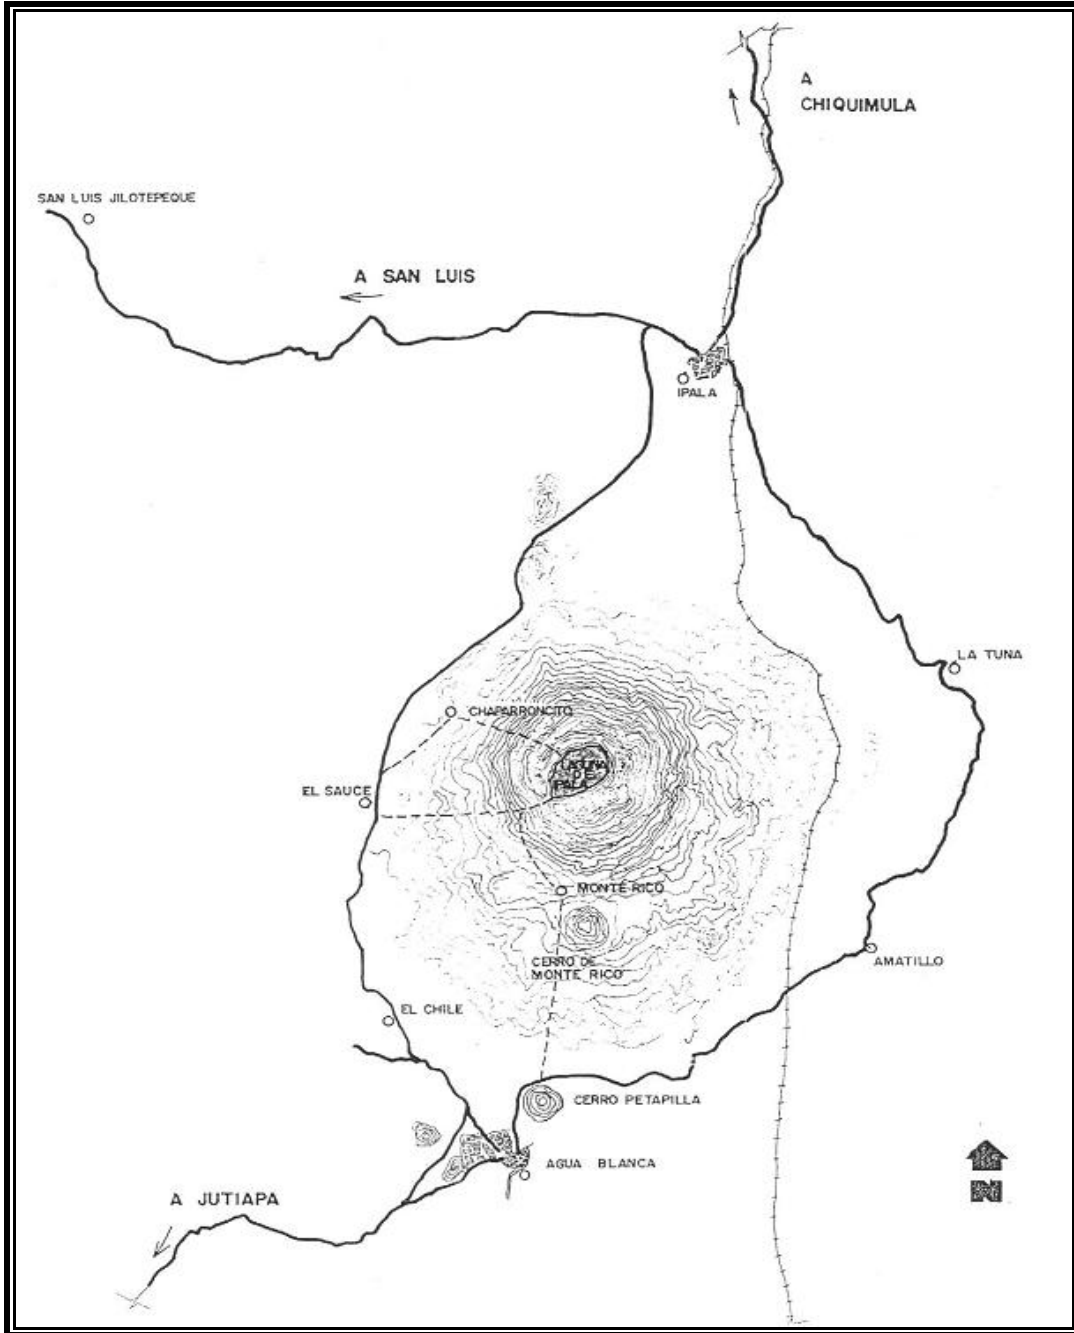 A
CHIQUIMULA
SAN LUIS JILOTEPEQUE
A SAN LUIS
IPALA
LA TUNA
CHAPARRONCITO
LAGUNA
DE
IPALA
EL SAUCE
MONTE RICO
CERRO DE
MONTE RICO
AMATILLO
EL CHILE
CERRO PETAPILLA
AGUA BLANCA
A JUTIAPA
N